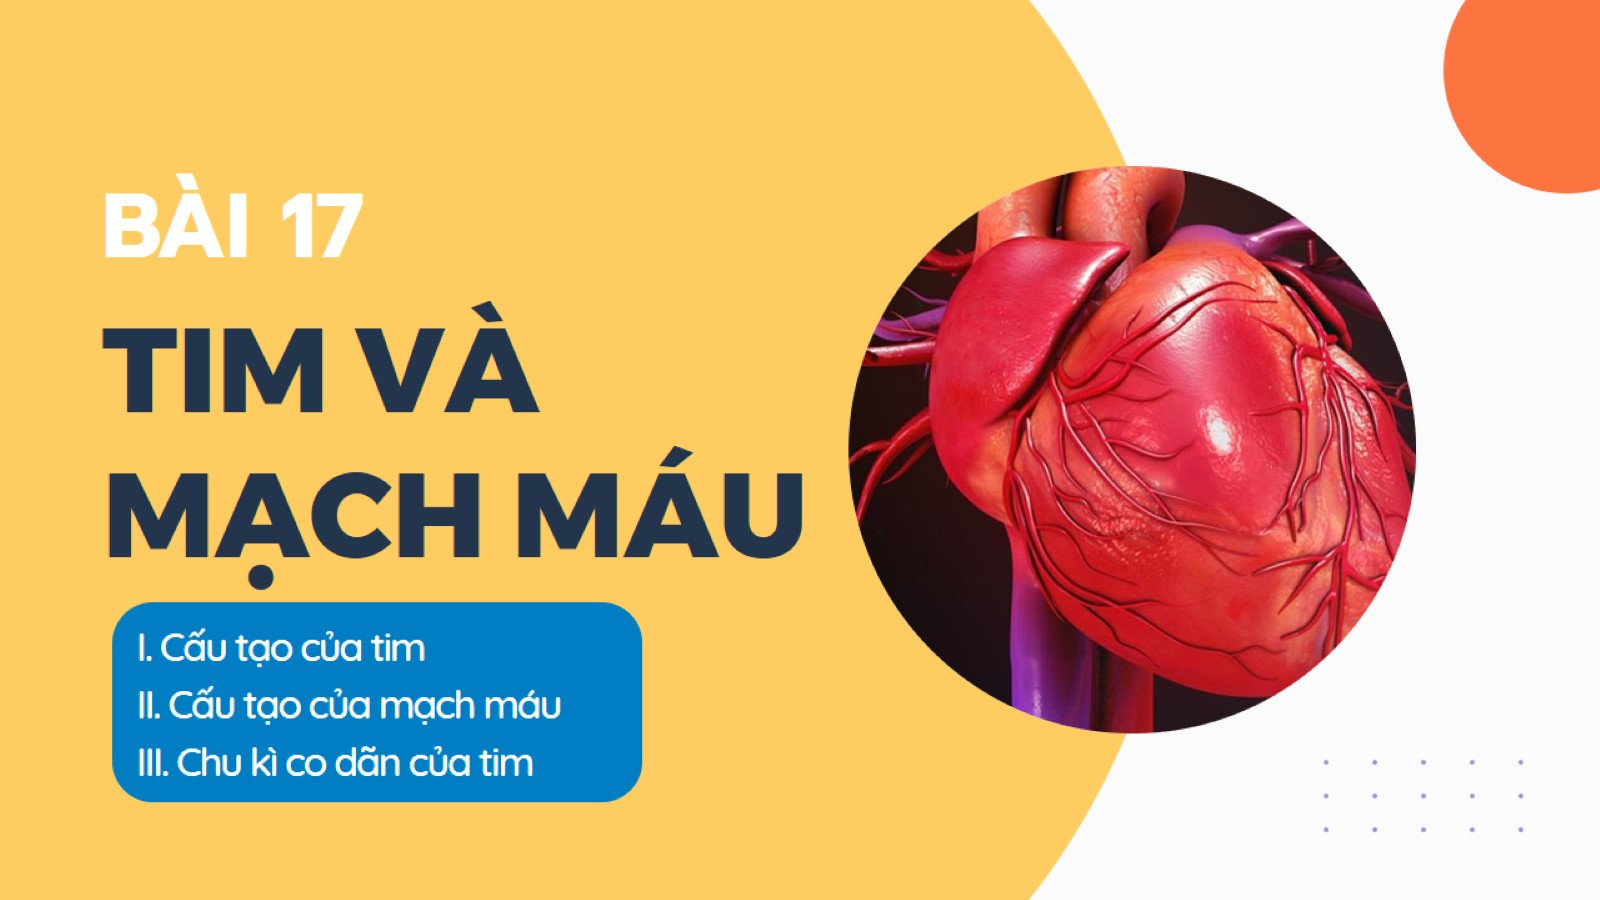 BÀI 17
TIM VÀ
MẠCH MÁU
I. Cấu tạo của tim
II. Cấu tạo của mạch máu
III. Chu kì co dãn của tim